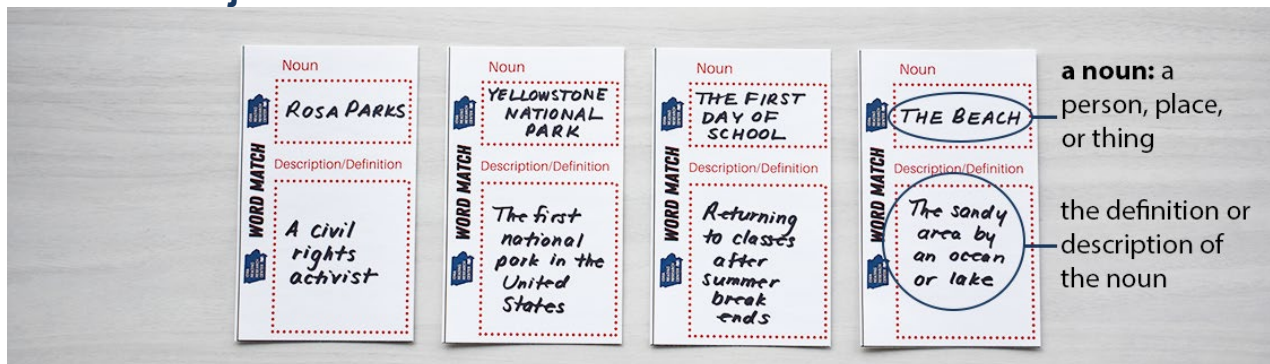 Noun
ROSA PARKS
Description/Definition
A civil
rights
activist
WORD MATCH
Noun
YELLOWSTONE
NATIONAL
PARK
Description/Definition
The first
national
park in the
United
States
WORD MATCH
Noun
THE FIRST
DAY OF
SCHOOL
Description/Definition
Returning
to classes
after
summer
break
ends
WORD MATCH
Noun
THE BEACH
Description/Definition
The sandy
area by
an ocean
or lake
WORD MATCH
a noun: a
person, place,
or thing
the definition or
description of
the noun